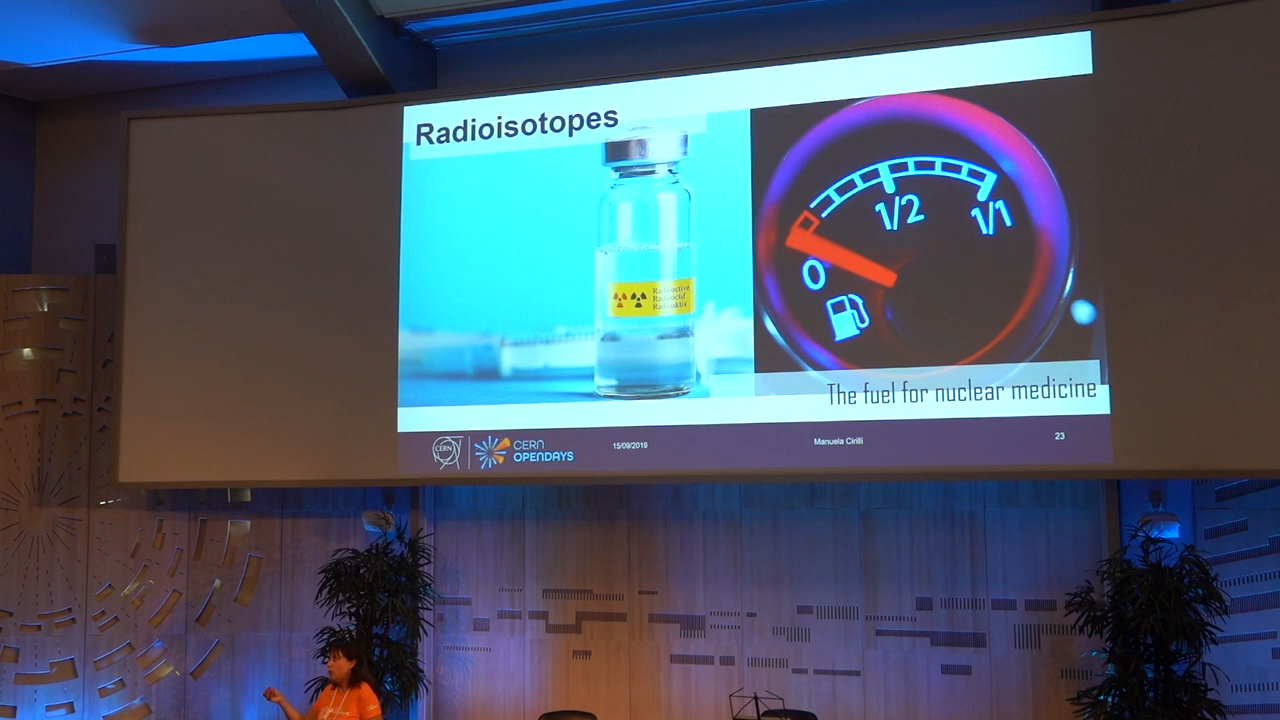 Radioisotopes
Radioactive
Radioactif
Radioaktiv
1/2
1/1
0
The fuel for nuclear medicine
CERN
CERN
OPENDAYS
15/09/2019
Manuela Cirilli
23